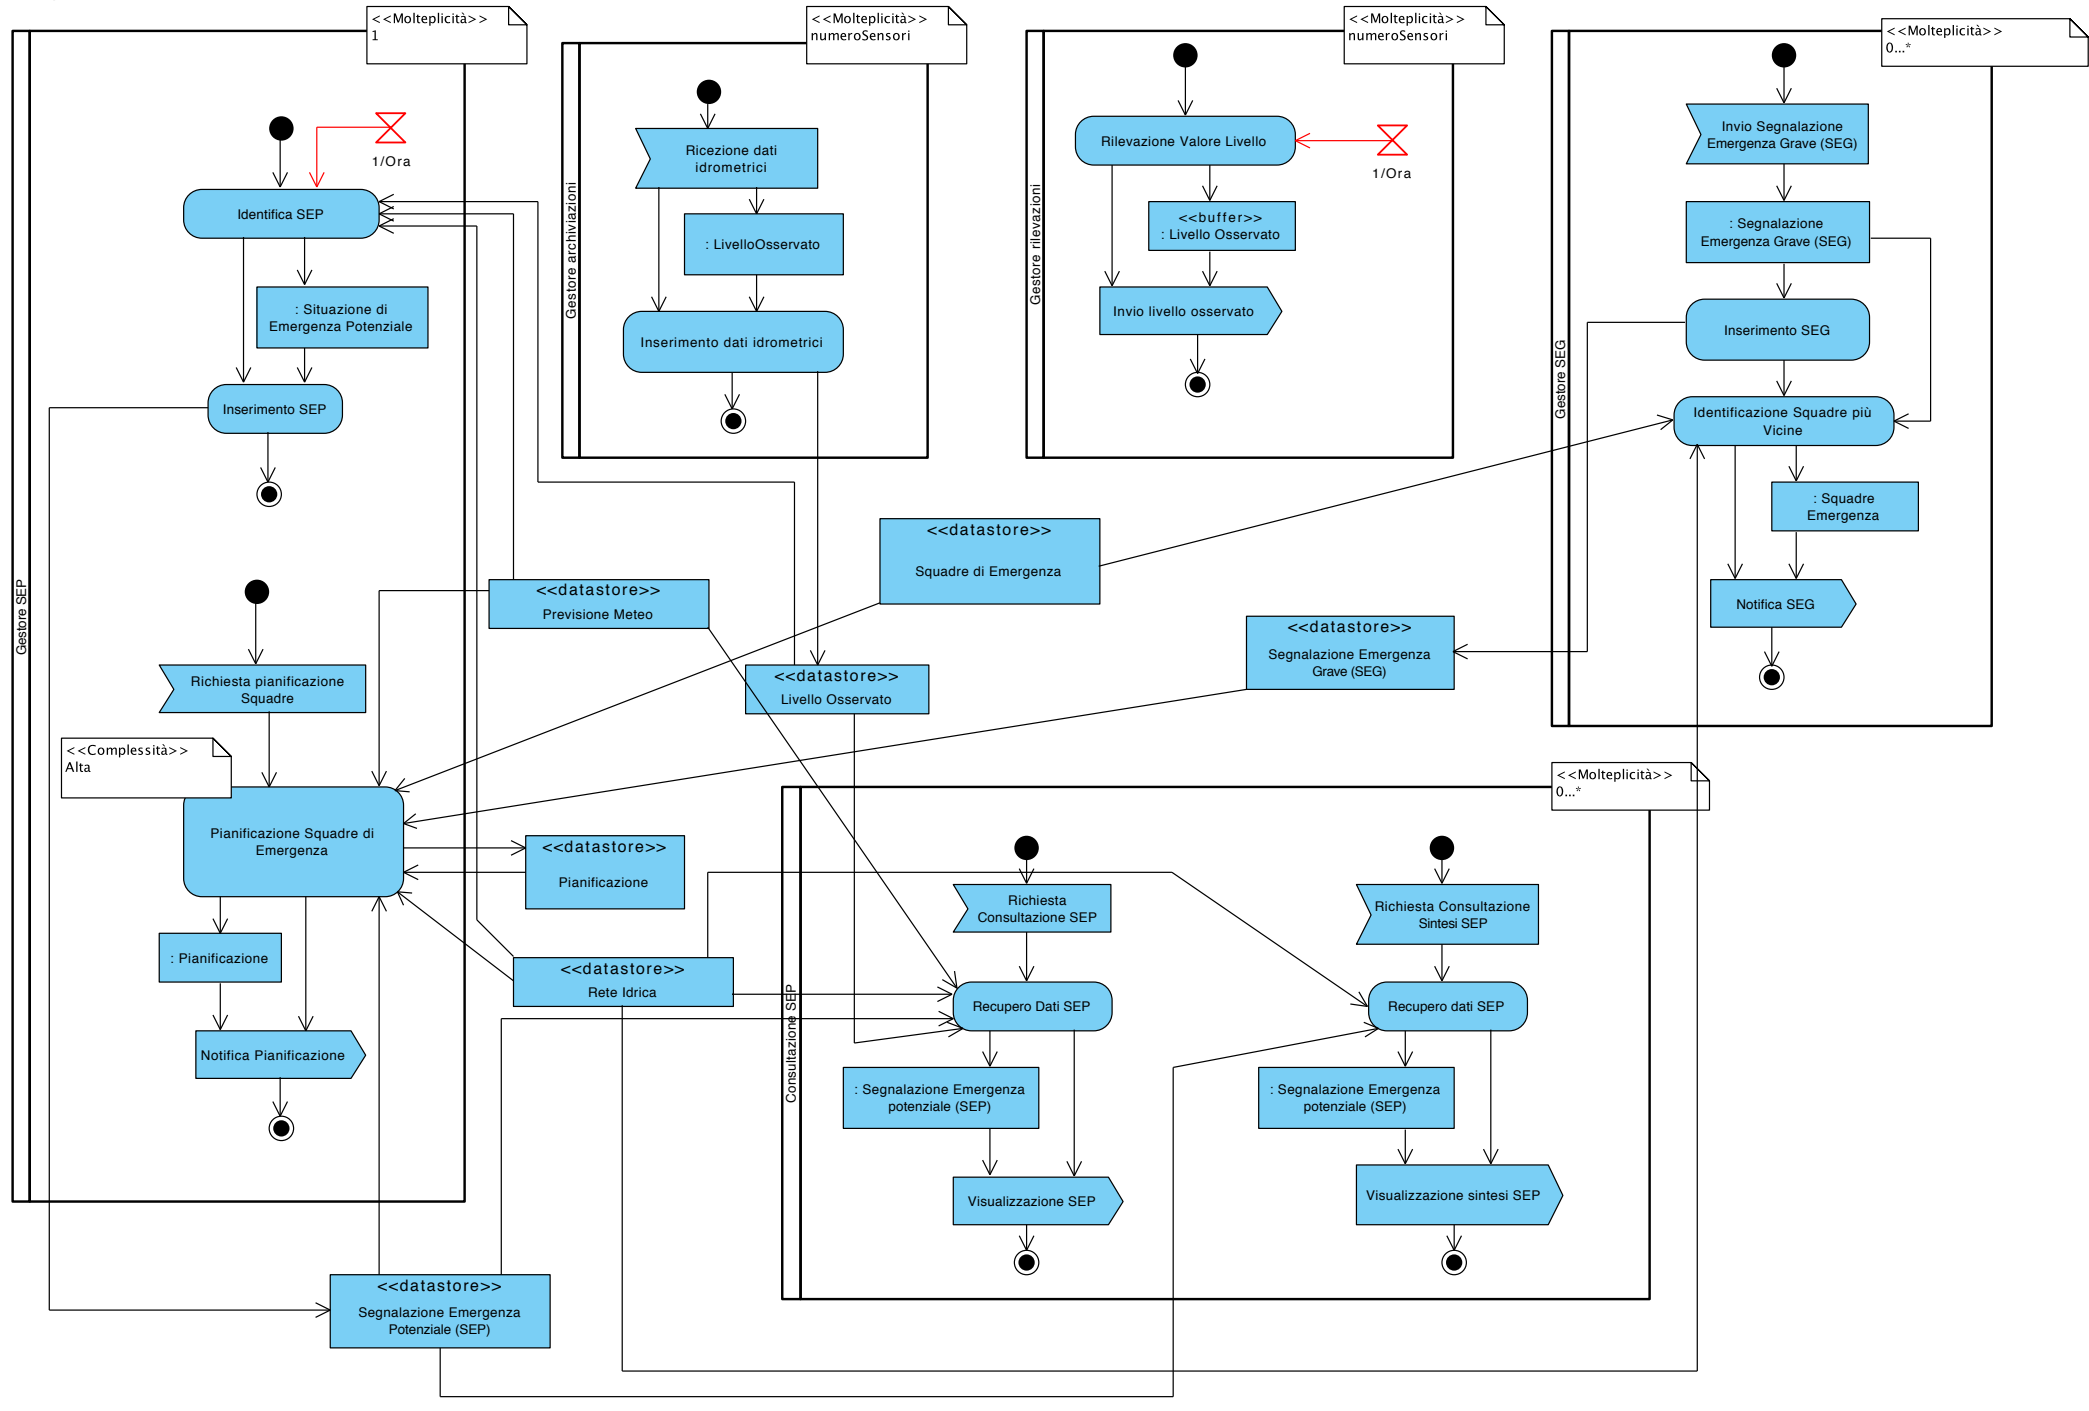 <<Molteplicità>>
1
Gestore SEP
1/Ora
Identifica SEP
: Situazione di
Emergenza Potenziale
Inserimento SEP
Richiesta pianificazione
Squadre
<<Complessità>>
Alta
Pianificazione Squadre di
Emergenza
: Pianificazione
Notifica Pianificazione
<<Molteplicità>>
numeroSensori
Gestore archiviazioni
Ricezione dati
idrometrici
: LivelloOsservato
Inserimento dati idrometrici
<<Molteplicità>>
numeroSensori
Gestore rilevazioni
Rilevazione Valore Livello
1/Ora
<<buffer>>
: Livello Osservato
Invio livello osservato
<<Molteplicità>>
0...*
Gestore SEG
Invio Segnalazione
Emergenza Grave (SEG)
: Segnalazione
Emergenza Grave (SEG)
Inserimento SEG
Identificazione Squadre più
Vicine
: Squadre
Emergenza
Notifica SEG
<<datastore>>
Squadre di Emergenza
<<datastore>>
Previsione Meteo
<<datastore>>
Segnalazione Emergenza
Grave (SEG)
<<datastore>>
Livello Osservato
<<datastore>>
Pianificazione
<<datastore>>
Rete Idrica
<<datastore>>
Segnalazione Emergenza
Potenziale (SEP)
<<Molteplicità>>
0...*
Consultazione SEP
Richiesta
Consultazione SEP
Recupero Dati SEP
: Segnalazione Emergenza
potenziale (SEP)
Visualizzazione SEP
Richiesta Consultazione
Sintesi SEP
Recupero dati SEP
: Segnalazione Emergenza
potenziale (SEP)
Visualizzazione sintesi SEP